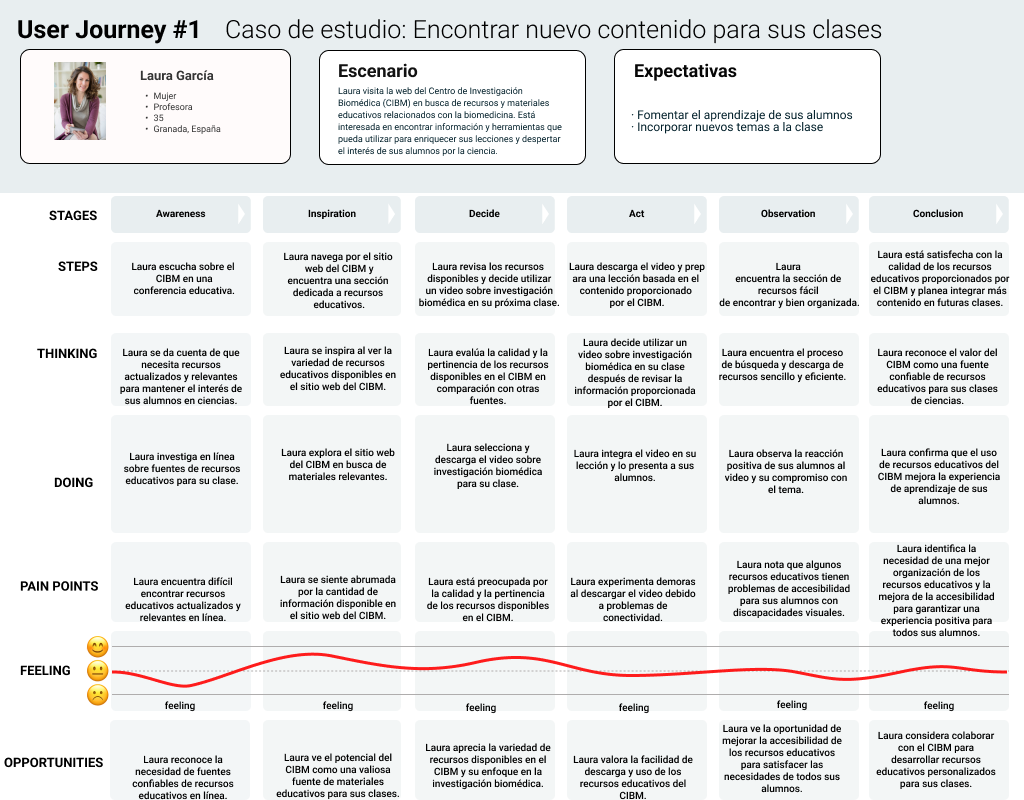 User Journey #1 Caso de estudio: Encontrar nuevo contenido para sus clases
Laura García
• Mujer
• Profesora
• 35
• Granada, España
Escenario
Laura visita la web del Centro de Investigación
Biomédica (CIBM) en busca de recursos y materiales
educativos relacionados con la biomedicina. Está
interesada en encontrar información y herramientas que
pueda utilizar para enriquecer sus lecciones y despertar
el interés de sus alumnos por la ciencia.
Expectativas
· Fomentar el aprendizaje de sus alumnos
· Incorporar nuevos temas a la clase
STAGES
Awareness
Inspiration
Decide
Act
Observation
Conclusion
STEPS
Laura escucha sobre el
CIBM en una
conferencia educativa.
Laura navega por el sitio
web del CIBM y
encuentra una sección
dedicada a recursos
educativos.
Laura revisa los recursos
disponibles y decide utilizar
un video sobre investigación
biomédica en su próxima clase.
Laura descarga el video y prep
ara una lección basada en el
contenido proporcionado
por el CIBM.
Laura
encuentra la sección de
recursos fácil
de encontrar y bien organizada.
Laura está satisfecha con la
calidad de los recursos
educativos proporcionados por
el CIBM y planea integrar más
contenido en futuras clases.
THINKING
Laura se da cuenta de que
necesita recursos
actualizados y relevantes
para mantener el interés de
sus alumnos en ciencias.
Laura se inspira al ver la
variedad de recursos
educativos disponibles en
el sitio web del CIBM.
Laura evalúa la calidad y la
pertinencia de los recursos
disponibles en el CIBM en
comparación con otras
fuentes.
Laura decide utilizar un
video sobre investigación
biomédica en su clase
después de revisar la
información proporcionada
por el CIBM.
Laura encuentra el proceso
de búsqueda y descarga de
recursos sencillo y eficiente.
Laura reconoce el valor del
CIBM como una fuente
confiable de recursos
educativos para sus clases
de ciencias.
DOING
Laura investiga en línea
sobre fuentes de recursos
educativos para su clase.
Laura explora el sitio web
del CIBM en busca de
materiales relevantes.
Laura selecciona y
descarga el video sobre
investigación biomédica
para su clase.
Laura integra el video en su
lección y lo presenta a sus
alumnos.
Laura observa la reacción
positiva de sus alumnos al
video y su compromiso con
el tema.
Laura confirma que el uso
de recursos educativos del
CIBM mejora la experiencia
de aprendizaje de sus
alumnos.
PAIN POINTS
Laura encuentra difícil
encontrar recursos
educativos actualizados y
relevantes en línea.
Laura se siente abrumada
por la cantidad de
información disponible en
el sitio web del CIBM.
Laura está preocupada por
la calidad y la pertinencia
de los recursos disponibles
en el CIBM.
Laura experimenta demoras
al descargar el video debido
a problemas de
conectividad.
Laura nota que algunos
recursos educativos tienen
problemas de accesibilidad
para sus alumnos con
discapacidades visuales.
Laura identifica la
necesidad de una mejor
organización de los
recursos educativos y la
mejora de la accesibilidad
para garantizar una
experiencia positiva para
todos sus alumnos.
FEELING
feeling
feeling
feeling
feeling
feeling
feeling
OPPORTUNITIES
Laura reconoce la
necesidad de fuentes
confiables de recursos
educativos en línea.
Laura ve el potencial del
CIBM como una valiosa
fuente de materiales
educativos para sus clases.
Laura aprecia la variedad de
recursos disponibles en el
CIBM y su enfoque en la
investigación biomédica.
Laura valora la facilidad de
descarga y uso de los
recursos educativos del
CIBM.
Laura ve la oportunidad de
mejorar la accesibilidad de
los recursos educativos
para satisfacer las
necesidades de todos sus
alumnos.
Laura considera colaborar
con el CIBM para
desarrollar recursos
educativos personalizados
para sus clases.